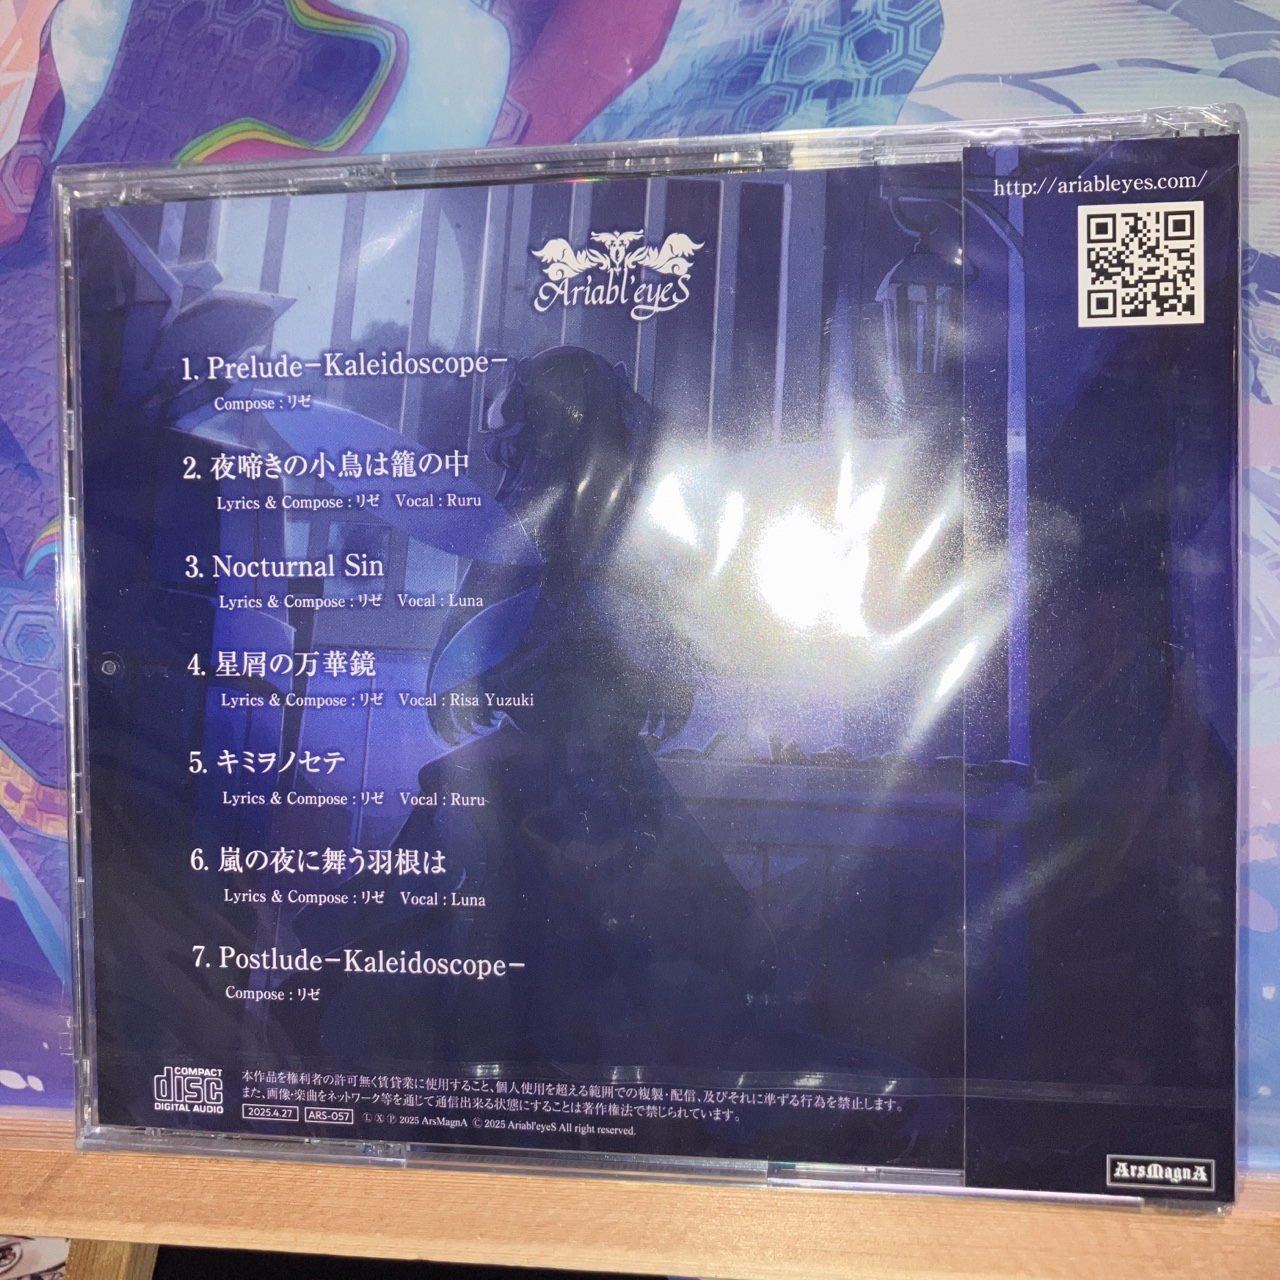 http://ariableyes.com/
Ariabl'eyeS
1. Prelude−Kaleidoscope−
Compose : リゼ
2. 夜啼きの小鳥は籠の中
Lyrics & Compose : リゼ Vocal : Ruru
3. Nocturnal Sin
Lyrics & Compose : リゼ Vocal : Luna
4. 星屑の万華鏡
Lyrics & Compose : リゼ Vocal : Risa Yuzuki
5. キミヲノセテ
Lyrics & Compose : リゼ Vocal : Ruru
6. 嵐の夜に舞う羽根は
Lyrics & Compose : リゼ Vocal : Luna
7. Postlude−Kaleidoscope−
Compose : リゼ
COMPACT
disc
DIGITAL AUDIO
本作品を権利者の許可無く賃貸業に使用すること、個人使用を超える範囲での複製・配信、及びそれに準ずる行為を禁止します。
また、画像・楽曲をネットワーク等を通じて通信出来る状態にすることは著作権法で禁じられています。
2025.4.27 ARS-057 Ⓛ Ⓧ Ⓟ 2025 ArsMagnA Ⓒ 2025 Ariabl'eyeS All right reserved.
ArsMagnA